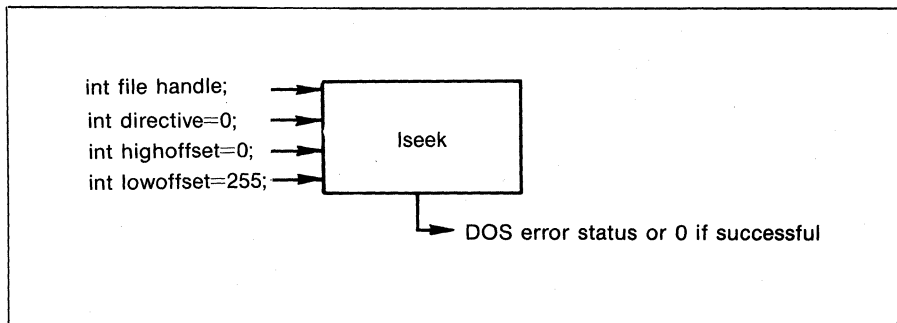 int file handle;
int directive=0;
int highoffset=0;
int lowoffset=255;
lseek
DOS error status or 0 if successful